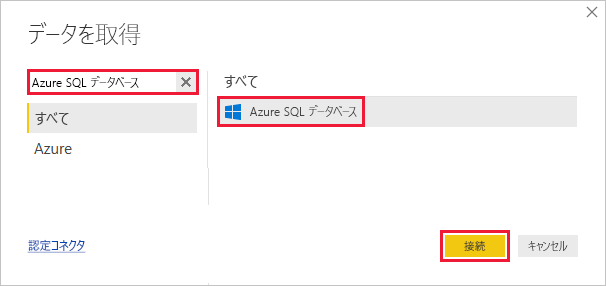 データを取得
Azure SQL データベース
すべて
Azure
すべて
Azure SQL データベース
認定コネクタ
接続
キャンセル